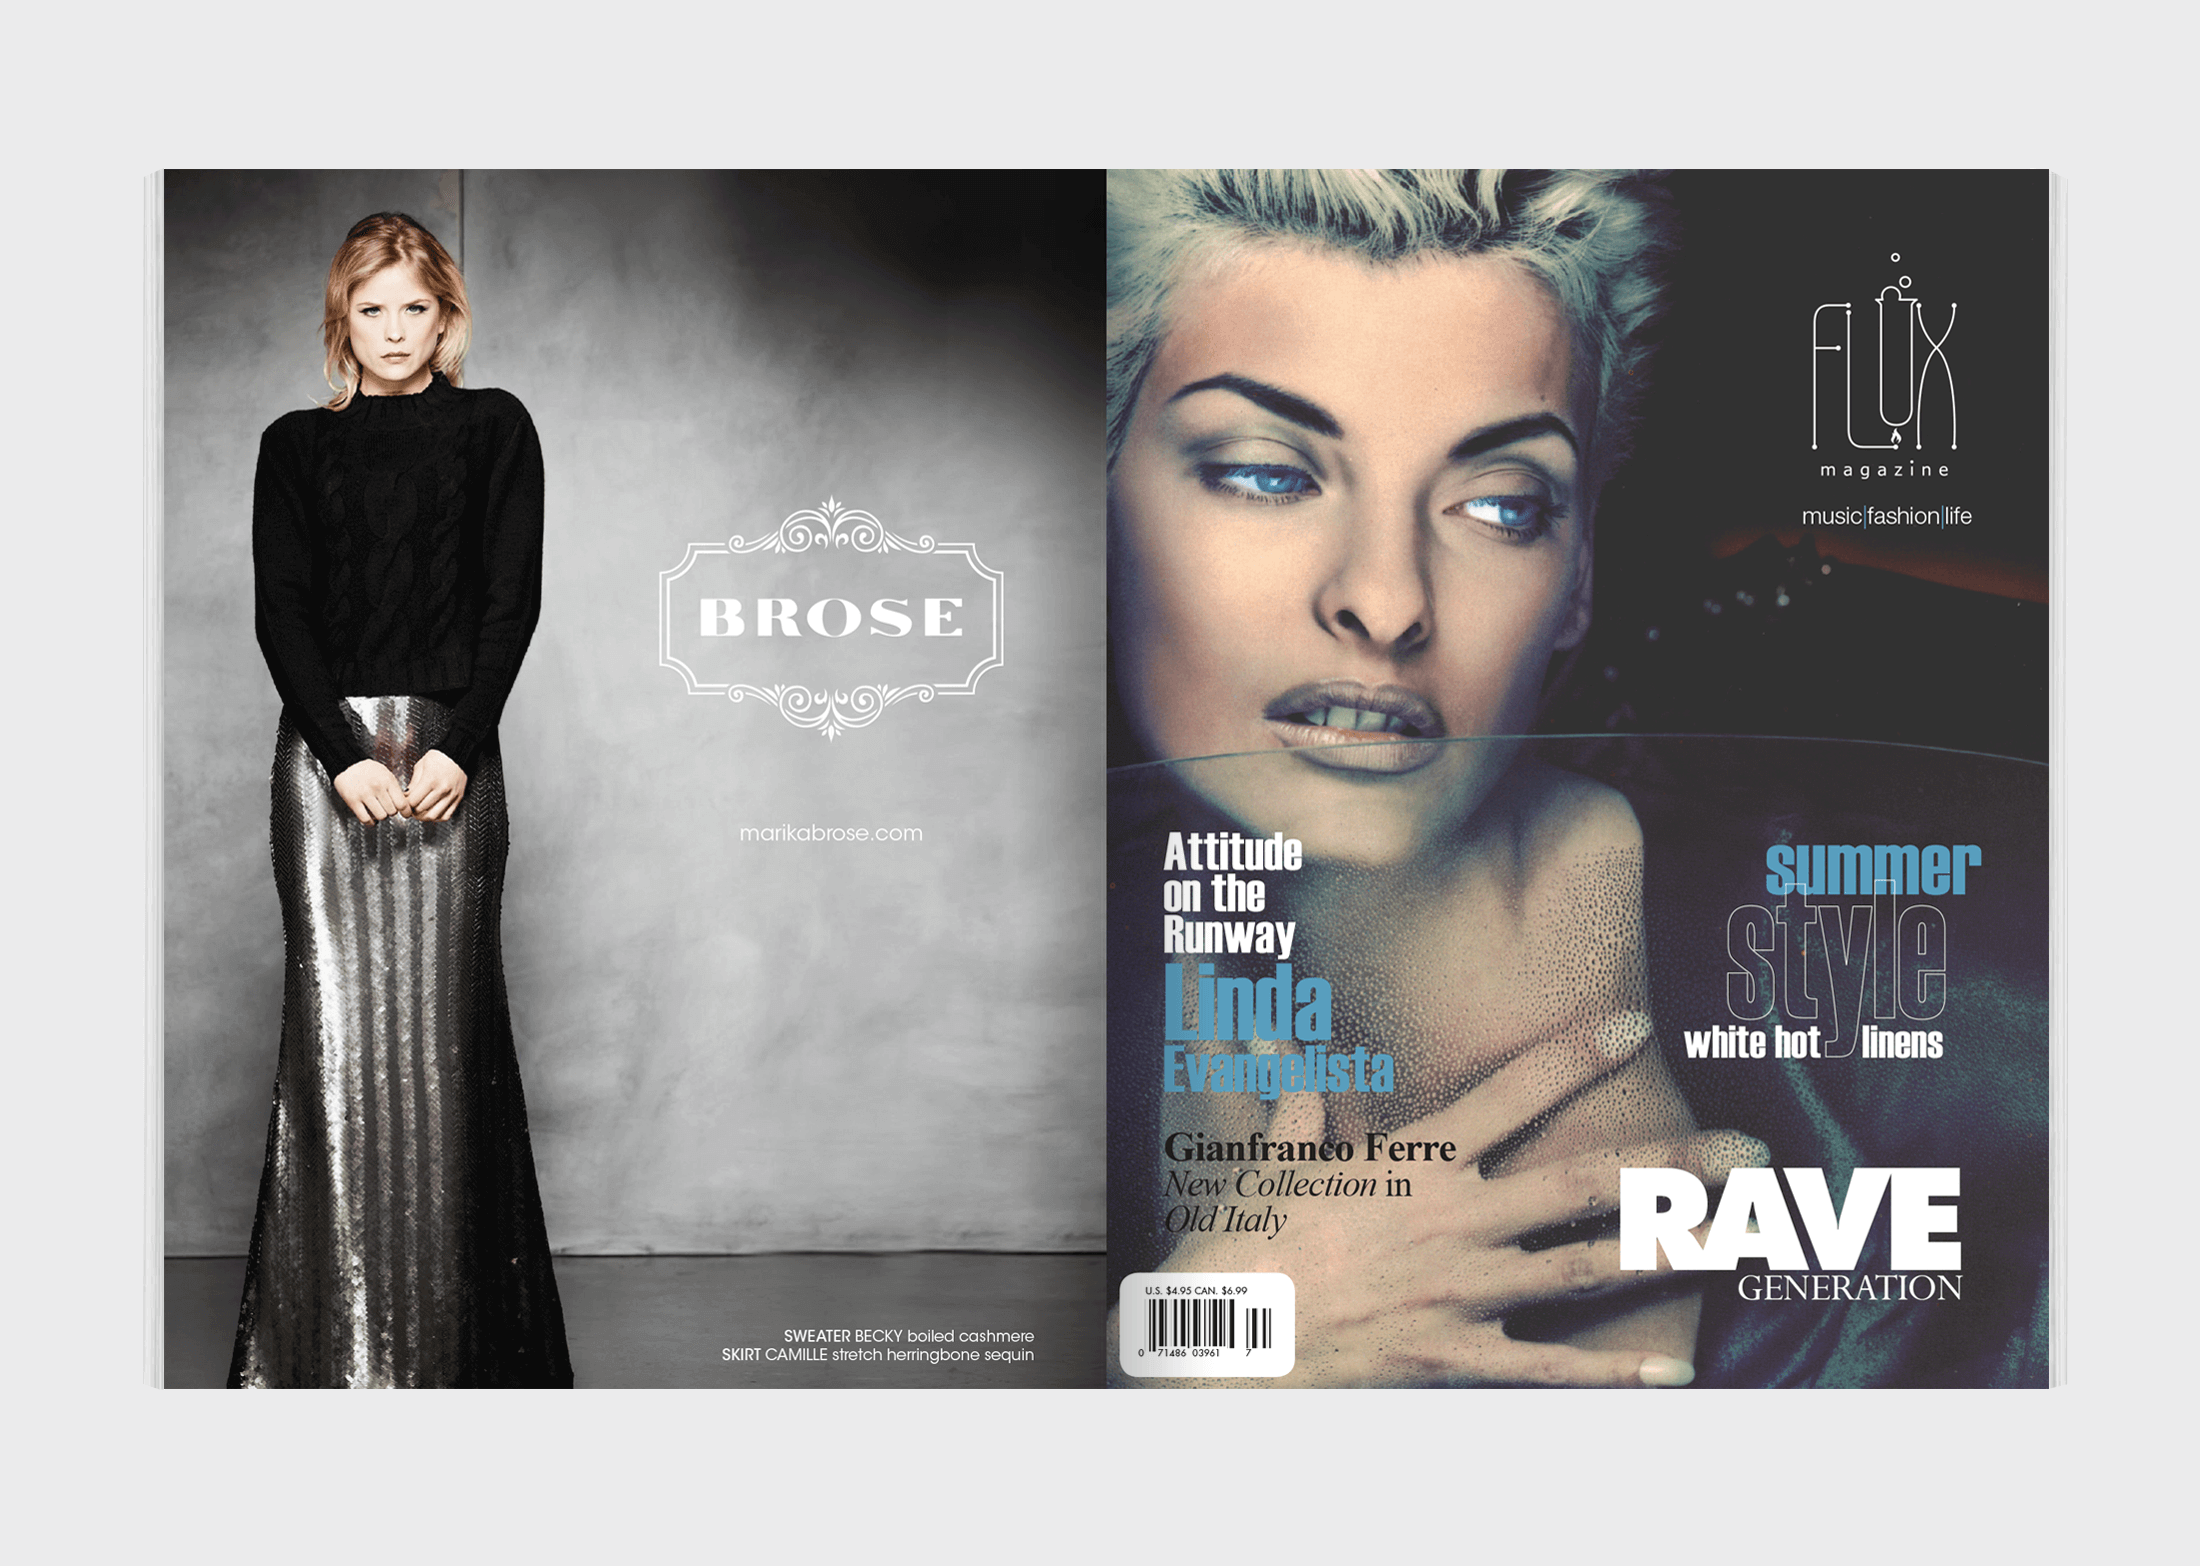 BROSE
marikabrose.com
SWEATER BECKY boiled cashmere
SKIRT CAMILLE stretch herringbone sequin
FLUX
magazine
music|fashion|life
Attitude
on the
Runway
Linda
Evangelista
Gianfranco Ferre
New Collection in
Old Italy
summer
style
white hot linens
RAVE
GENERATION
U.S. $4.95 CAN. $6.99
0 71486 03961 7